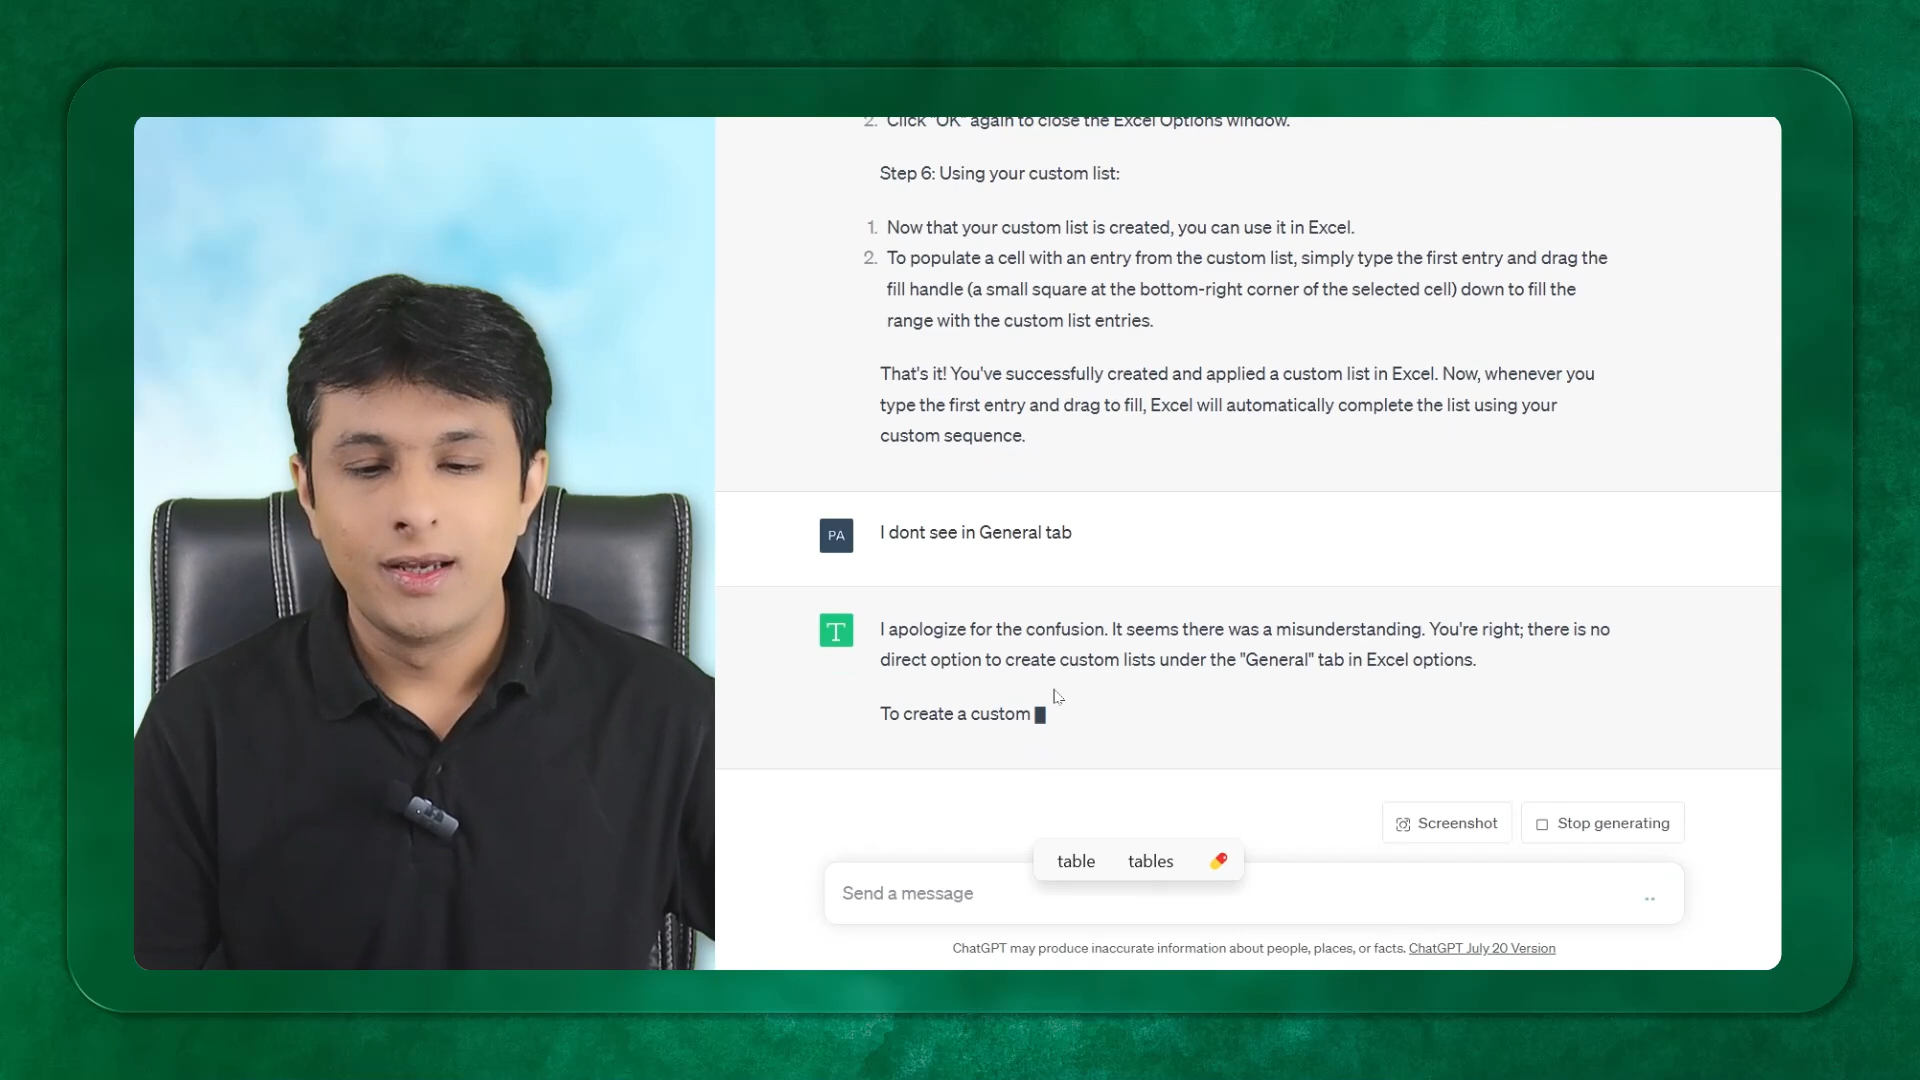 2. Click "OK" again to close the Excel Options window.
Step 6: Using your custom list:
1. Now that your custom list is created, you can use it in Excel.
2. To populate a cell with an entry from the custom list, simply type the first entry and drag the
fill handle (a small square at the bottom-right corner of the selected cell) down to fill the
range with the custom list entries.
That's it! You've successfully created and applied a custom list in Excel. Now, whenever you
type the first entry and drag to fill, Excel will automatically complete the list using your
custom sequence.
PA I dont see in General tab
T I apologize for the confusion. It seems there was a misunderstanding. You're right; there is no
direct option to create custom lists under the "General" tab in Excel options.
To create a custom
Screenshot Stop generating
table tables
Send a message
ChatGPT may produce inaccurate information about people, places, or facts. ChatGPT July 20 Version